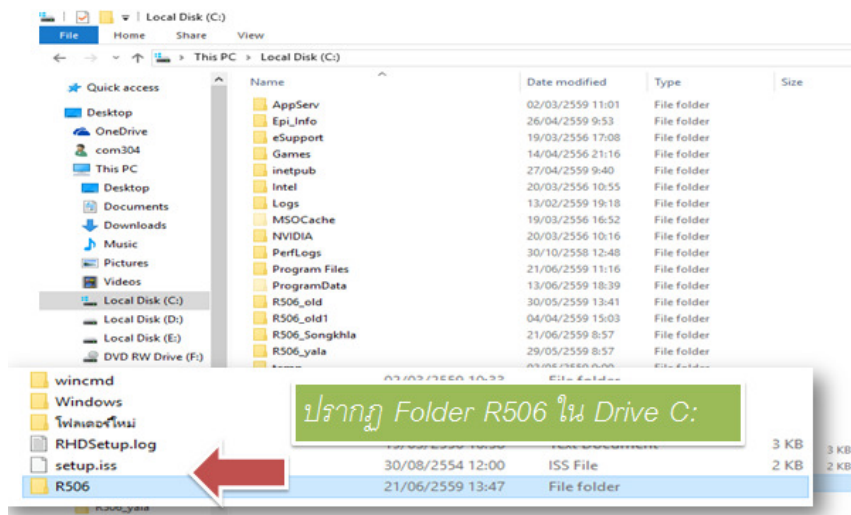 Local Disk (C:)
File Home Share View
This PC > Local Disk (C:)
Quick access
Desktop
OneDrive
com304
This PC
Desktop
Documents
Downloads
Music
Pictures
Videos
Local Disk (C:)
Local Disk (D:)
Local Disk (E:)
DVD RW Drive (F:)
Name Date modified Type Size
AppServ 02/03/2559 11:01 File folder
Epi_Info 26/04/2559 9:53 File folder
eSupport 19/03/2556 17:08 File folder
Games 14/04/2556 21:16 File folder
inetpub 27/04/2559 9:40 File folder
Intel 20/03/2556 10:55 File folder
Logs 13/02/2559 19:18 File folder
MSOCache 19/03/2556 16:52 File folder
NVIDIA 20/03/2556 10:16 File folder
PerfLogs 30/10/2558 12:48 File folder
Program Files 21/06/2559 11:16 File folder
ProgramData 13/06/2559 18:39 File folder
R506_old 30/05/2559 13:41 File folder
R506_old1 04/04/2559 15:03 File folder
R506_Songkhla 21/06/2559 8:57 File folder
R506_yala 29/05/2559 8:57 File folder
wincmd 02/03/2559 10:33 File folder
Windows
โฟลเดอร์ใหม่
ปรากฏ Folder R506 ใน Drive C:
RHDSetup.log Text Document 3 KB 3 KB
setup.iss 30/08/2554 12:00 ISS File 2 KB 2 KB
R506 21/06/2559 13:47 File folder
R506_yala